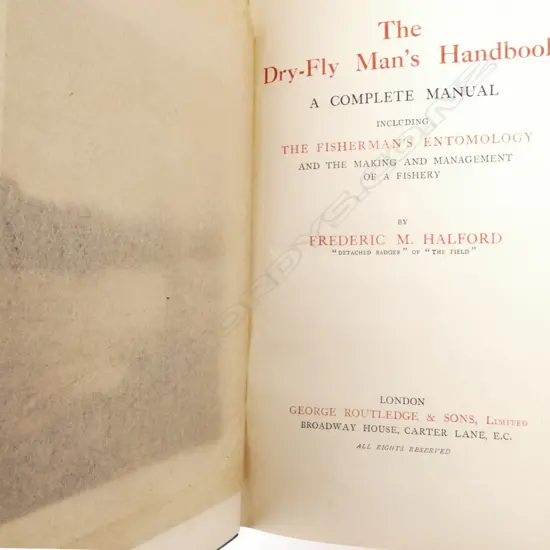 The
Dry-Fly Man's Handboo
A COMPLETE MANUAL
INCLUDING
THE FISHERMAN'S ENTOMOLOGY
AND THE MAKING AND MANAGEMENT
OF A FISHERY
BY
FREDERIC M. HALFORD
"DETACHED BADGER" OF "THE FIELD"
LONDON
GEORGE ROUTLEDGE & SONS, LIMITED
BROADWAY HOUSE, CARTER LANE, E.C.
ALL RIGHTS RESERVED